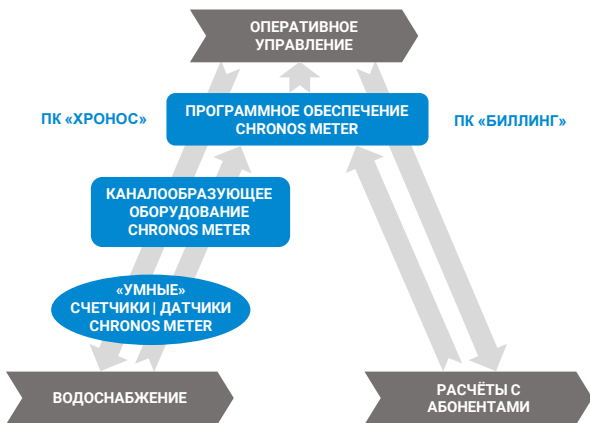 ОПЕРАТИВНОЕ
УПРАВЛЕНИЕ
ПК «ХРОНОС»
ПРОГРАММНОЕ ОБЕСПЕЧЕНИЕ
CHRONOS METER
ПК «БИЛЛИНГ»
КАНАЛООБРАЗУЮЩЕЕ
ОБОРУДОВАНИЕ
CHRONOS METER
«УМНЫЕ»
СЧЕТЧИКИ | ДАТЧИКИ
CHRONOS METER
ВОДОСНАБЖЕНИЕ
РАСЧЁТЫ С
АБОНЕНТАМИ